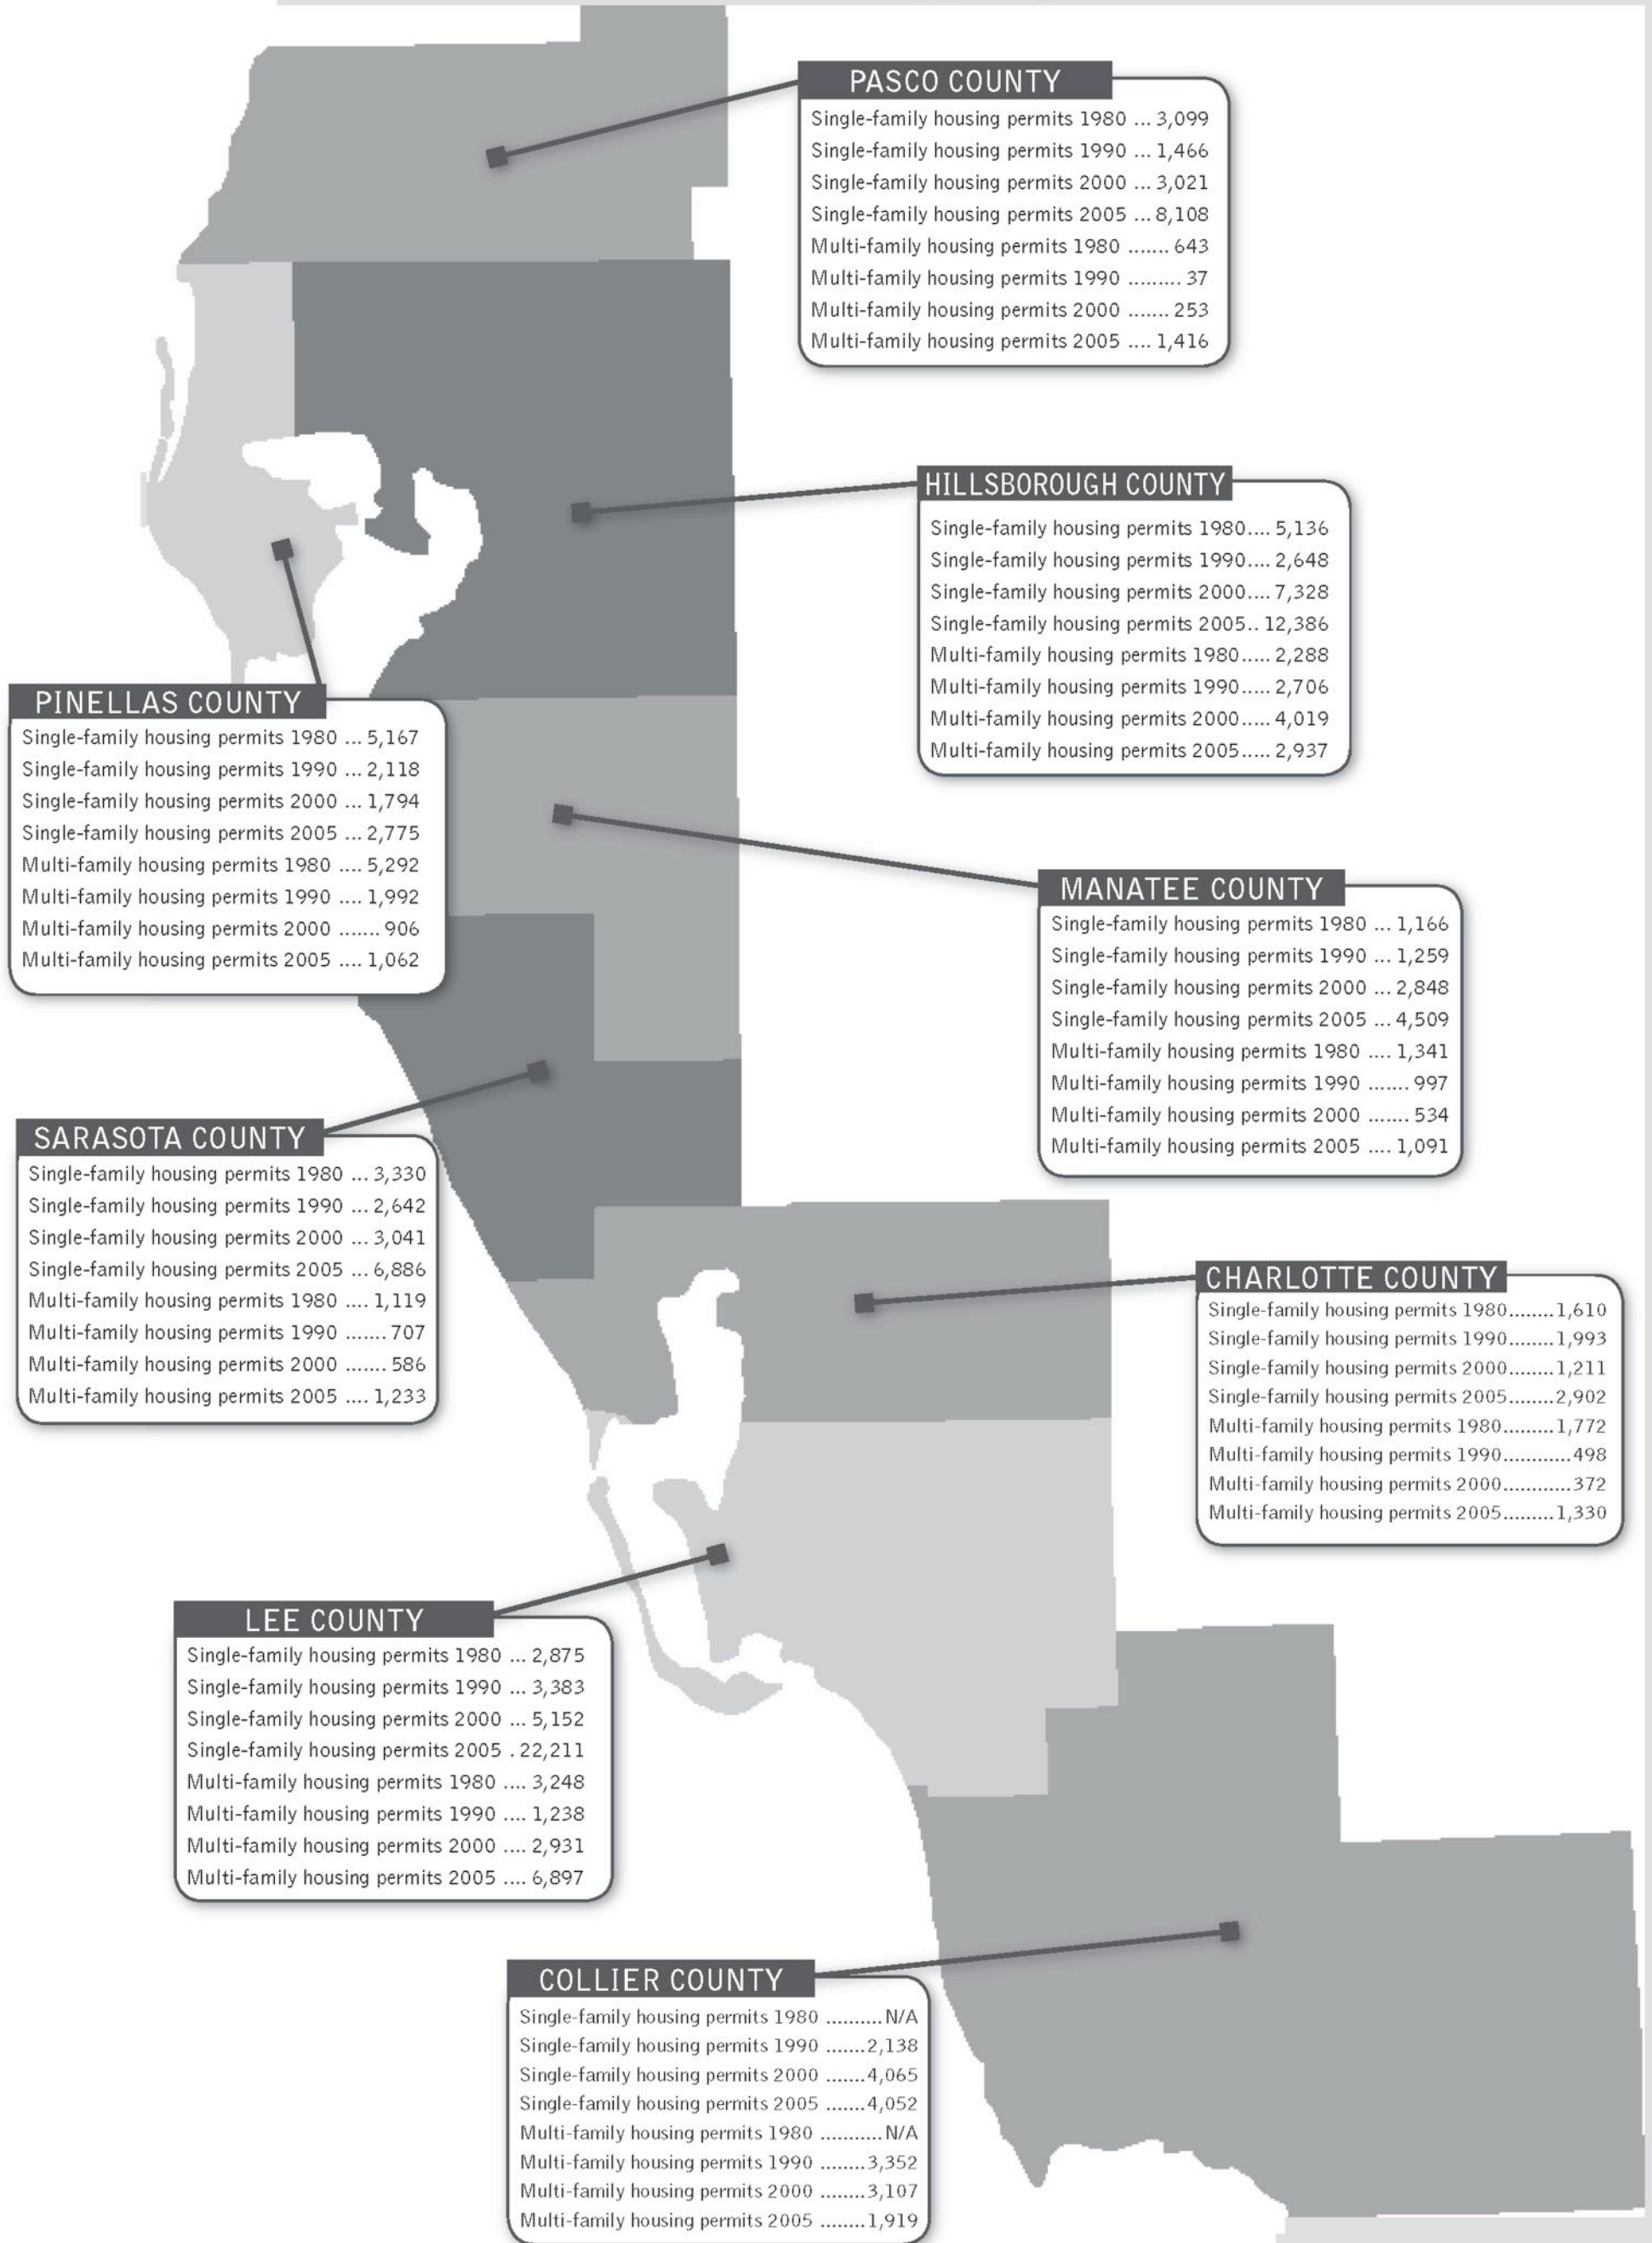 PASCO COUNTY
Single-family housing permits 1980 ... 3,099
Single-family housing permits 1990 ... 1,466
Single-family housing permits 2000 ... 3,021
Single-family housing permits 2005 ... 8,108
Multi-family housing permits 1980 ....... 643
Multi-family housing permits 1990 ......... 37
Multi-family housing permits 2000 ....... 253
Multi-family housing permits 2005 .... 1,416
HILLSBOROUGH COUNTY
Single-family housing permits 1980.... 5,136
Single-family housing permits 1990.... 2,648
Single-family housing permits 2000.... 7,328
Single-family housing permits 2005.. 12,386
Multi-family housing permits 1980..... 2,288
Multi-family housing permits 1990..... 2,706
Multi-family housing permits 2000..... 4,019
Multi-family housing permits 2005..... 2,937
PINELLAS COUNTY
Single-family housing permits 1980 ... 5,167
Single-family housing permits 1990 ... 2,118
Single-family housing permits 2000 ... 1,794
Single-family housing permits 2005 ... 2,775
Multi-family housing permits 1980 .... 5,292
Multi-family housing permits 1990 .... 1,992
Multi-family housing permits 2000 ....... 906
Multi-family housing permits 2005 .... 1,062
MANATEE COUNTY
Single-family housing permits 1980 ... 1,166
Single-family housing permits 1990 ... 1,259
Single-family housing permits 2000 ... 2,848
Single-family housing permits 2005 ... 4,509
Multi-family housing permits 1980 .... 1,341
Multi-family housing permits 1990 ....... 997
Multi-family housing permits 2000 ....... 534
Multi-family housing permits 2005 .... 1,091
SARASOTA COUNTY
Single-family housing permits 1980 ... 3,330
Single-family housing permits 1990 ... 2,642
Single-family housing permits 2000 ... 3,041
Single-family housing permits 2005 ... 6,886
Multi-family housing permits 1980 .... 1,119
Multi-family housing permits 1990 ....... 707
Multi-family housing permits 2000 ....... 586
Multi-family housing permits 2005 .... 1,233
CHARLOTTE COUNTY
Single-family housing permits 1980........1,610
Single-family housing permits 1990........1,993
Single-family housing permits 2000........1,211
Single-family housing permits 2005........2,902
Multi-family housing permits 1980.........1,772
Multi-family housing permits 1990............498
Multi-family housing permits 2000............372
Multi-family housing permits 2005.........1,330
LEE COUNTY
Single-family housing permits 1980 ... 2,875
Single-family housing permits 1990 ... 3,383
Single-family housing permits 2000 ... 5,152
Single-family housing permits 2005 . 22,211
Multi-family housing permits 1980 .... 3,248
Multi-family housing permits 1990 .... 1,238
Multi-family housing permits 2000 .... 2,931
Multi-family housing permits 2005 .... 6,897
COLLIER COUNTY
Single-family housing permits 1980 ..........N/A
Single-family housing permits 1990 .......2,138
Single-family housing permits 2000 .......4,065
Single-family housing permits 2005 .......4,052
Multi-family housing permits 1980 ...........N/A
Multi-family housing permits 1990 ........3,352
Multi-family housing permits 2000 ........3,107
Multi-family housing permits 2005 ........1,919